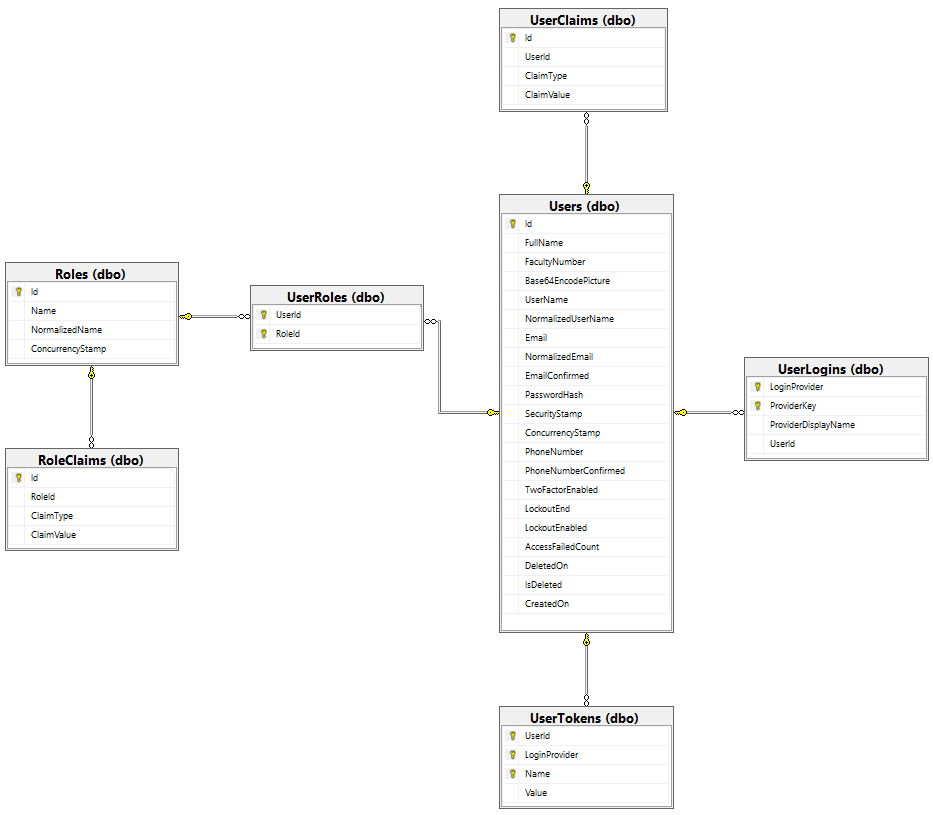 UserClaims (dbo)
Id
UserId
ClaimType
ClaimValue
Users (dbo)
Id
FullName
FacultyNumber
Base64EncodePicture
UserName
NormalizedUserName
Email
NormalizedEmail
EmailConfirmed
PasswordHash
SecurityStamp
ConcurrencyStamp
PhoneNumber
PhoneNumberConfirmed
TwoFactorEnabled
LockoutEnd
LockoutEnabled
AccessFailedCount
DeletedOn
IsDeleted
CreatedOn
Roles (dbo)
Id
Name
NormalizedName
ConcurrencyStamp
UserRoles (dbo)
UserId
RoleId
UserLogins (dbo)
LoginProvider
ProviderKey
ProviderDisplayName
UserId
RoleClaims (dbo)
Id
RoleId
ClaimType
ClaimValue
UserTokens (dbo)
UserId
LoginProvider
Name
Value